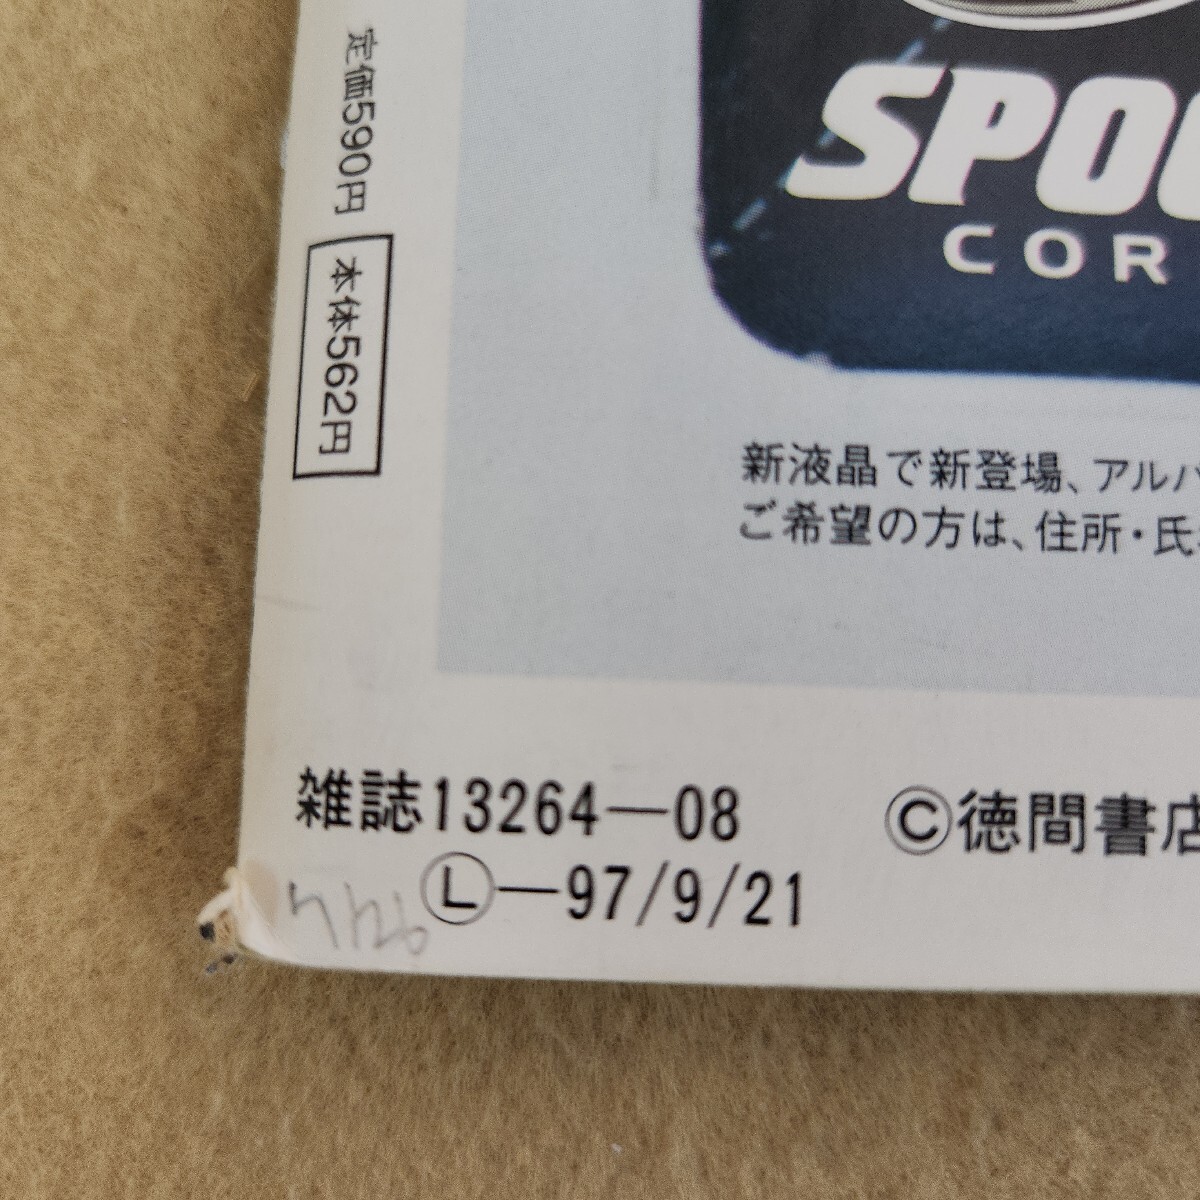 定価590円
本体562円
SPOO
COR
新液晶で新登場、アルハ
ご希望の方は、住所・氏
雑誌13264—08
©徳間書店
Ⓛ—97/9/21